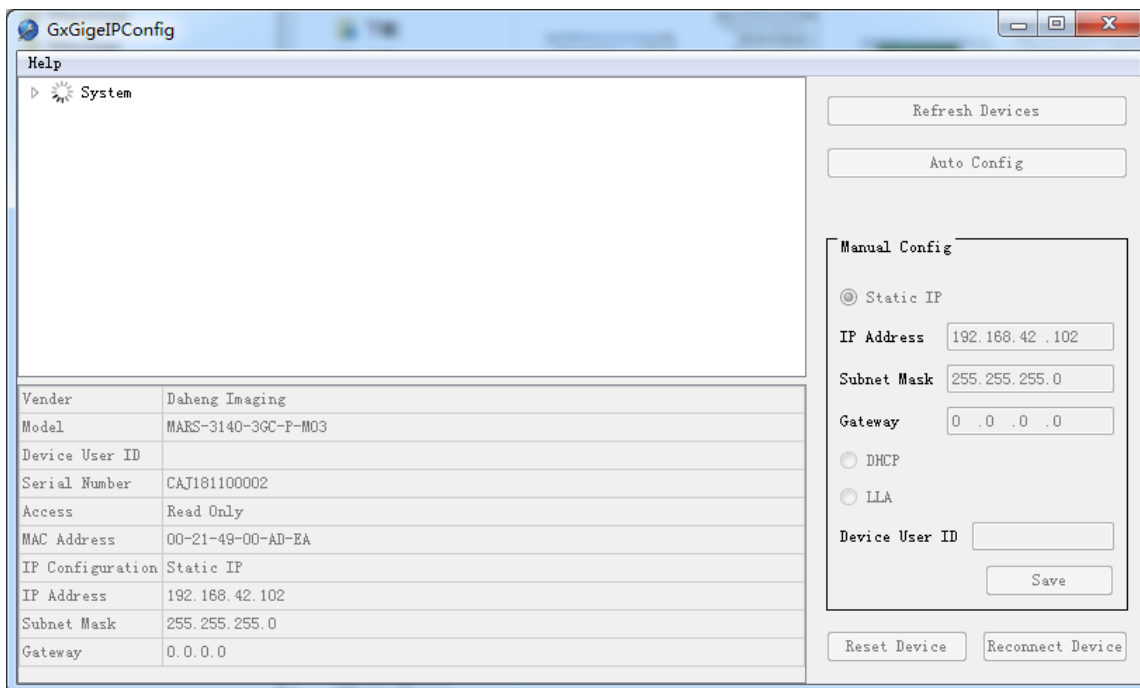 GxGigeIPConfig
Help
System
Refresh Devices
Auto Config
Manual Config
Static IP
IP Address 192.168.42 .102
Subnet Mask 255.255.255.0
Gateway 0 .0 .0 .0
DHCP
LLA
Device User ID
Save
Reset Device Reconnect Device
Vender Daheng Imaging
Model MARS-3140-3GC-P-M03
Device User ID
Serial Number CAJ181100002
Access Read Only
MAC Address 00-21-49-00-AD-EA
IP Configuration Static IP
IP Address 192.168.42.102
Subnet Mask 255.255.255.0
Gateway 0.0.0.0